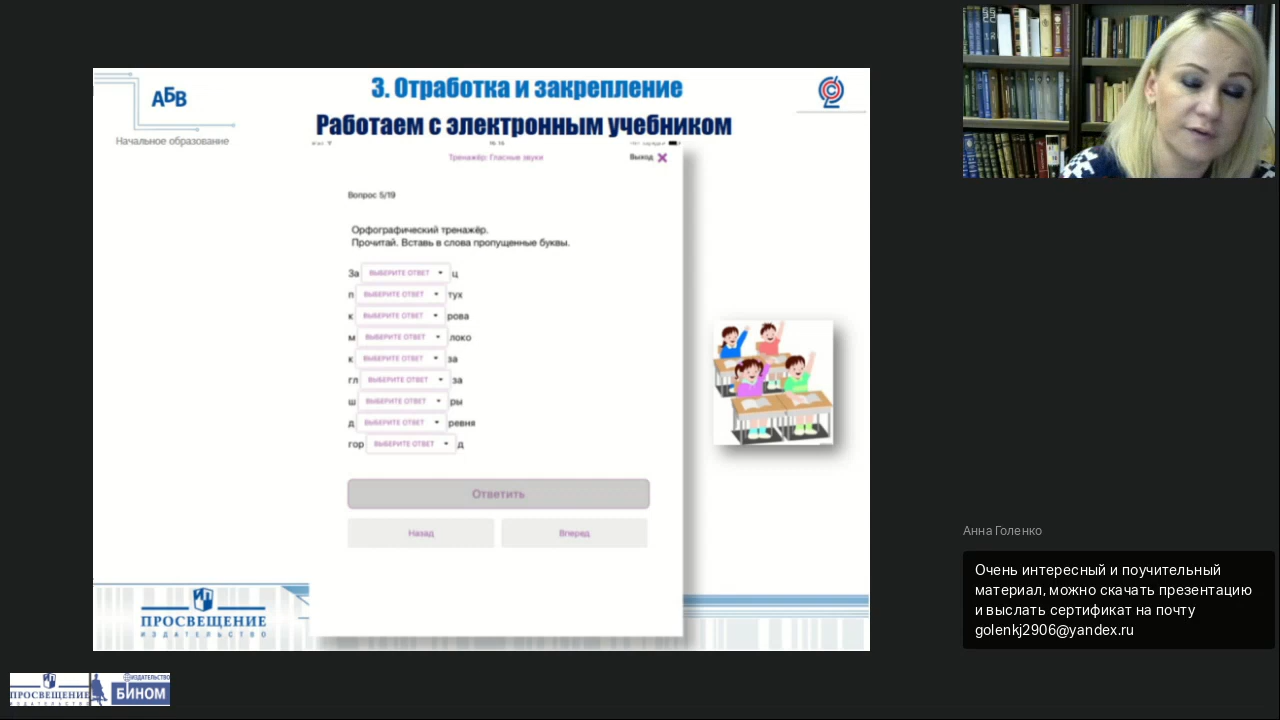 АБВ
Начальное образование
3. Отработка и закрепление
Работаем с электронным учебником
Тренажёр: Гласные звуки
Выход
Вопрос 5/19
Орфографический тренажёр.
Прочитай. Вставь в слова пропущенные буквы.
За ВЫБЕРИТЕ ОТВЕТ ц
п ВЫБЕРИТЕ ОТВЕТ тух
к ВЫБЕРИТЕ ОТВЕТ рова
м ВЫБЕРИТЕ ОТВЕТ локо
к ВЫБЕРИТЕ ОТВЕТ за
гл ВЫБЕРИТЕ ОТВЕТ за
ш ВЫБЕРИТЕ ОТВЕТ ры
д ВЫБЕРИТЕ ОТВЕТ ревня
гор ВЫБЕРИТЕ ОТВЕТ д
Ответить
Назад Вперед
ПРОСВЕЩЕНИЕ
ИЗДАТЕЛЬСТВО
Анна Голенко
Очень интересный и поучительный
материал, можно скачать презентацию
и выслать сертификат на почту
golenkj2906@yandex.ru
ПРОСВЕЩЕНИЕ
ИЗДАТЕЛЬСТВО
ИЗДАТЕЛЬСТВО
БИНОМ